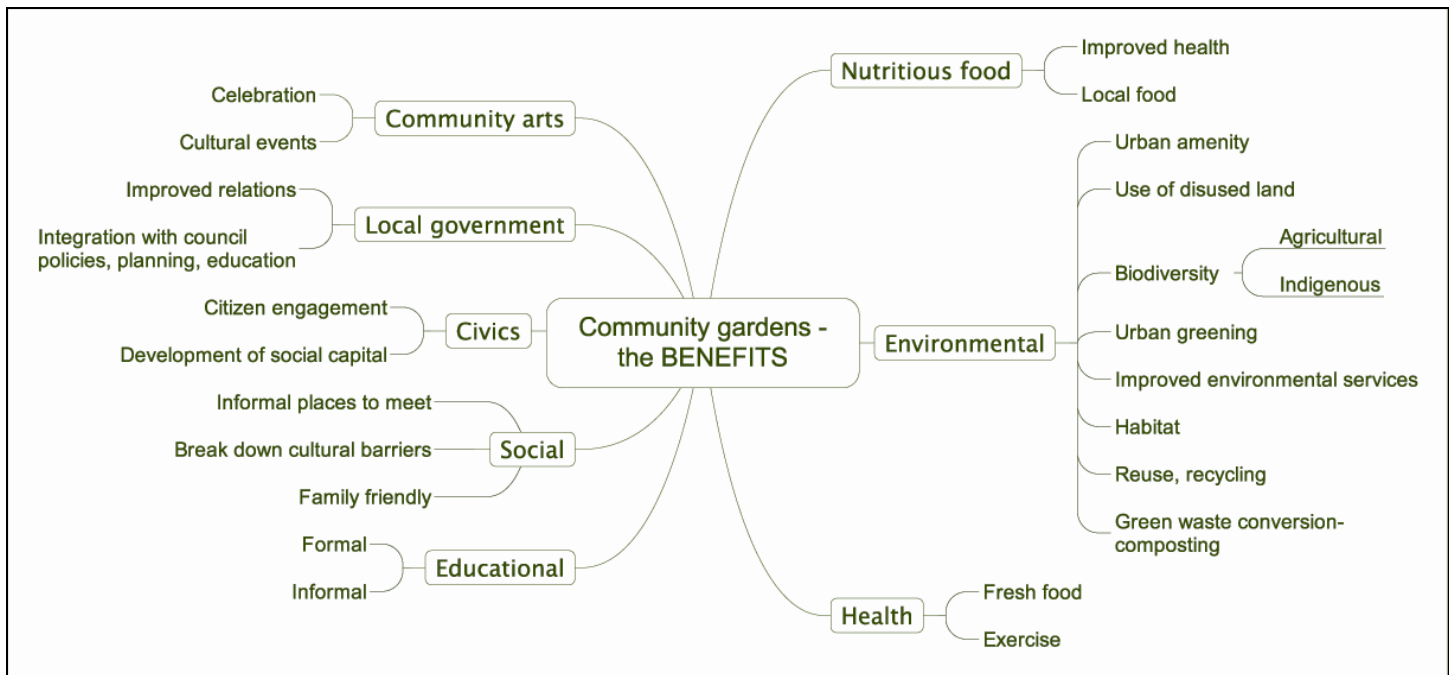 Community gardens -
the BENEFITS
Nutritious food
Improved health
Local food
Environmental
Urban amenity
Use of disused land
Biodiversity
Agricultural
Indigenous
Urban greening
Improved environmental services
Habitat
Reuse, recycling
Green waste conversion-
composting
Health
Fresh food
Exercise
Community arts
Celebration
Cultural events
Local government
Improved relations
Integration with council
policies, planning, education
Civics
Citizen engagement
Development of social capital
Social
Informal places to meet
Break down cultural barriers
Family friendly
Educational
Formal
Informal